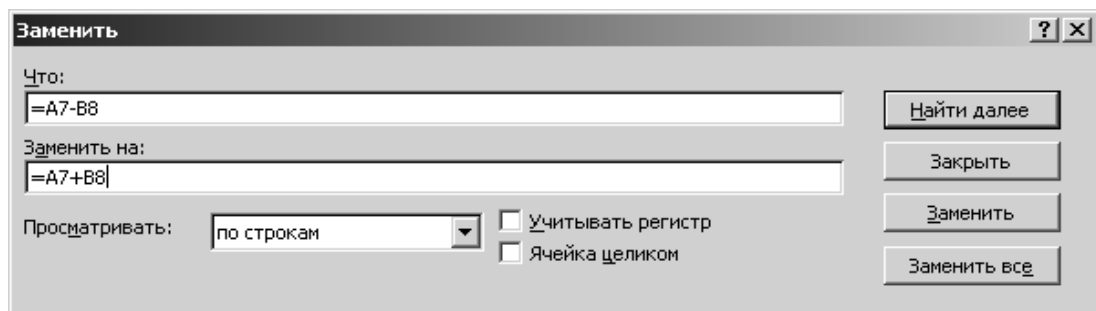 Заменить
Что:
=A7-B8
Найти далее
Заменить на:
=A7+B8
Закрыть
Просматривать:
по строкам
Учитывать регистр
Ячейка целиком
Заменить
Заменить все